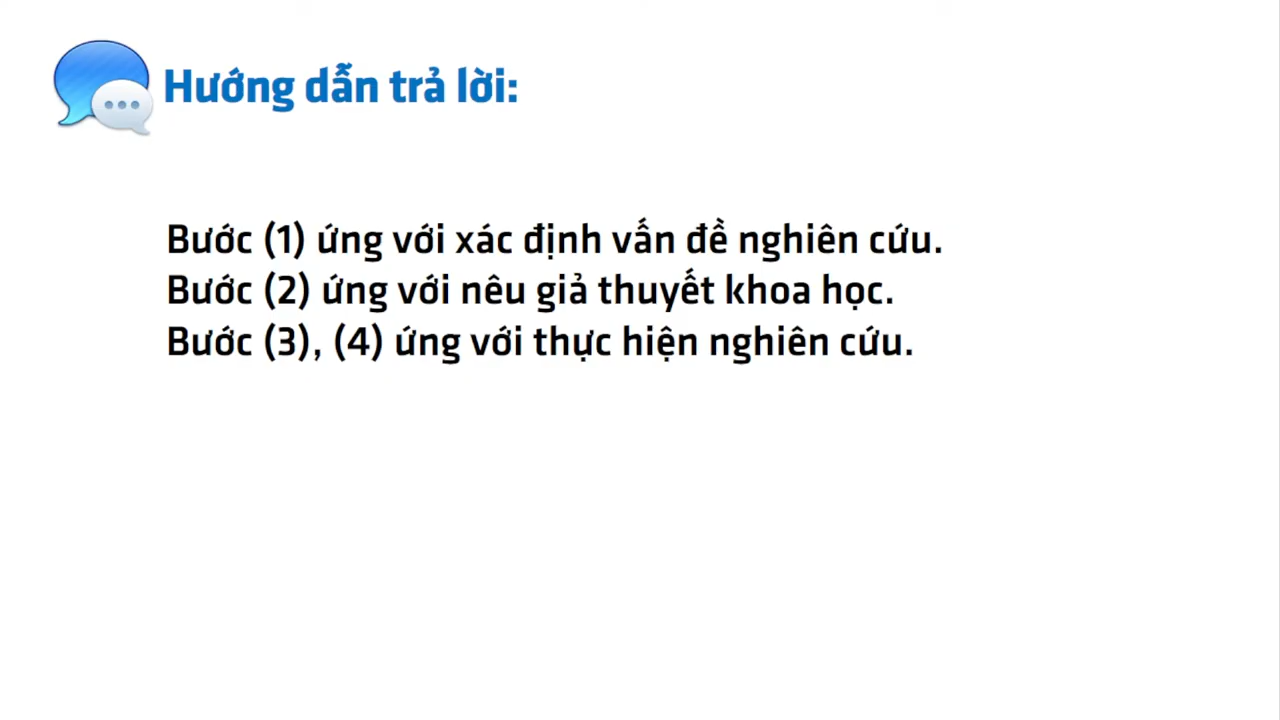 Hướng dẫn trả lời:
Bước (1) ứng với xác định vấn đề nghiên cứu.
Bước (2) ứng với nêu giả thuyết khoa học.
Bước (3), (4) ứng với thực hiện nghiên cứu.